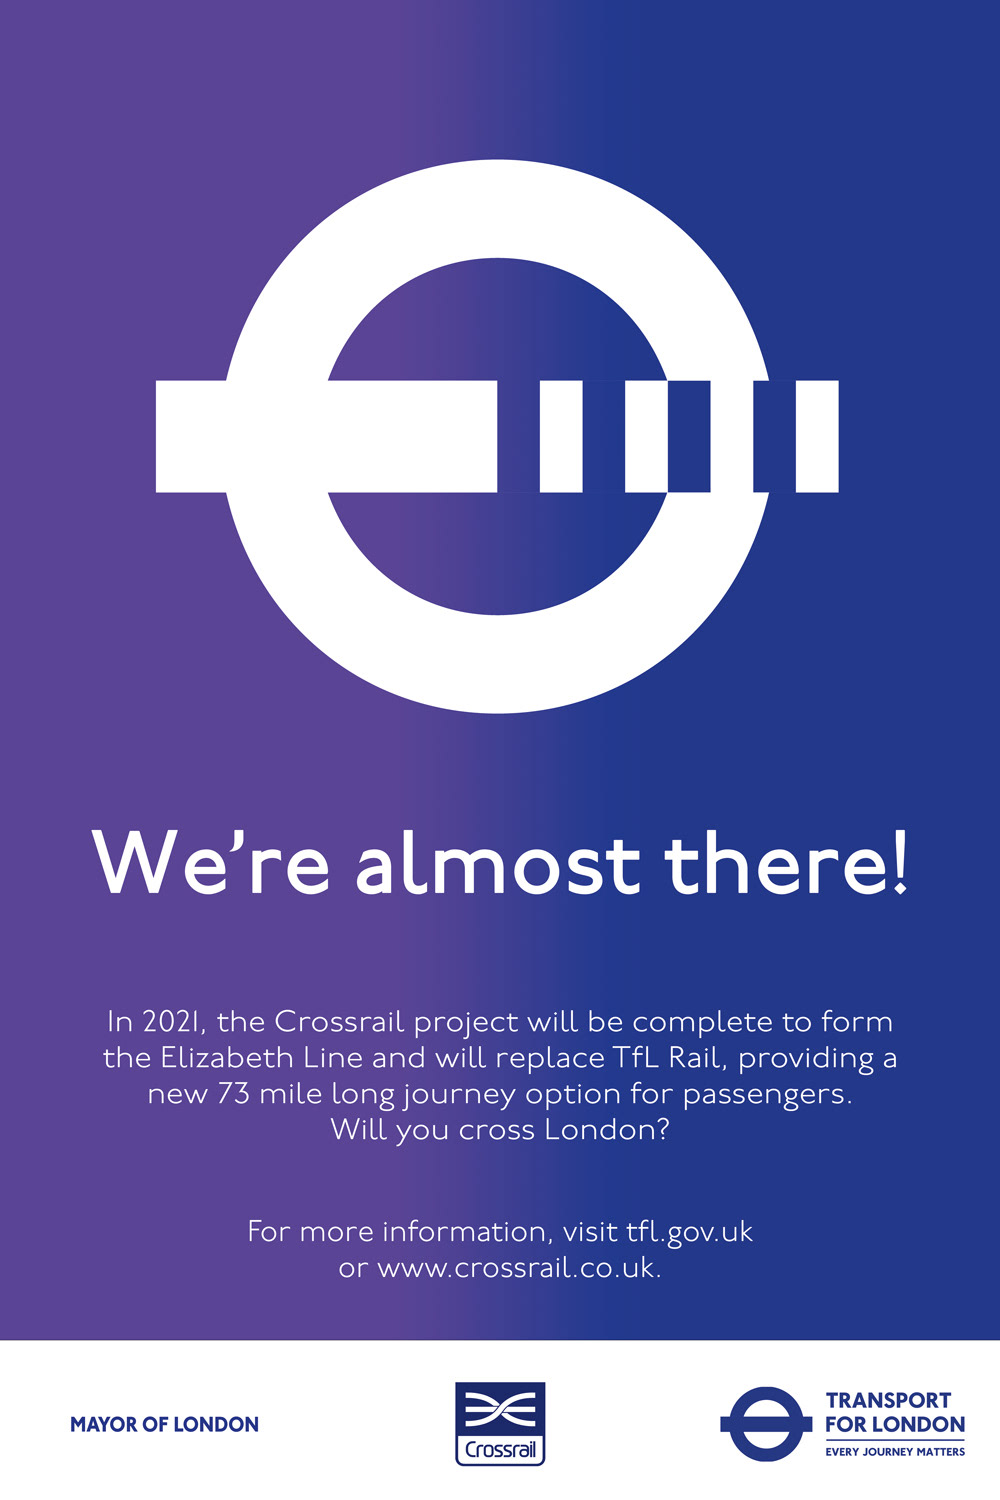 We're almost there!
In 2021, the Crossrail project will be complete to form
the Elizabeth Line and will replace TfL Rail, providing a
new 73 mile long journey option for passengers.
Will you cross London?
For more information, visit tfl.gov.uk
or www.crossrail.co.uk.
MAYOR OF LONDON
Crossrail
TRANSPORT
FOR LONDON
EVERY JOURNEY MATTERS